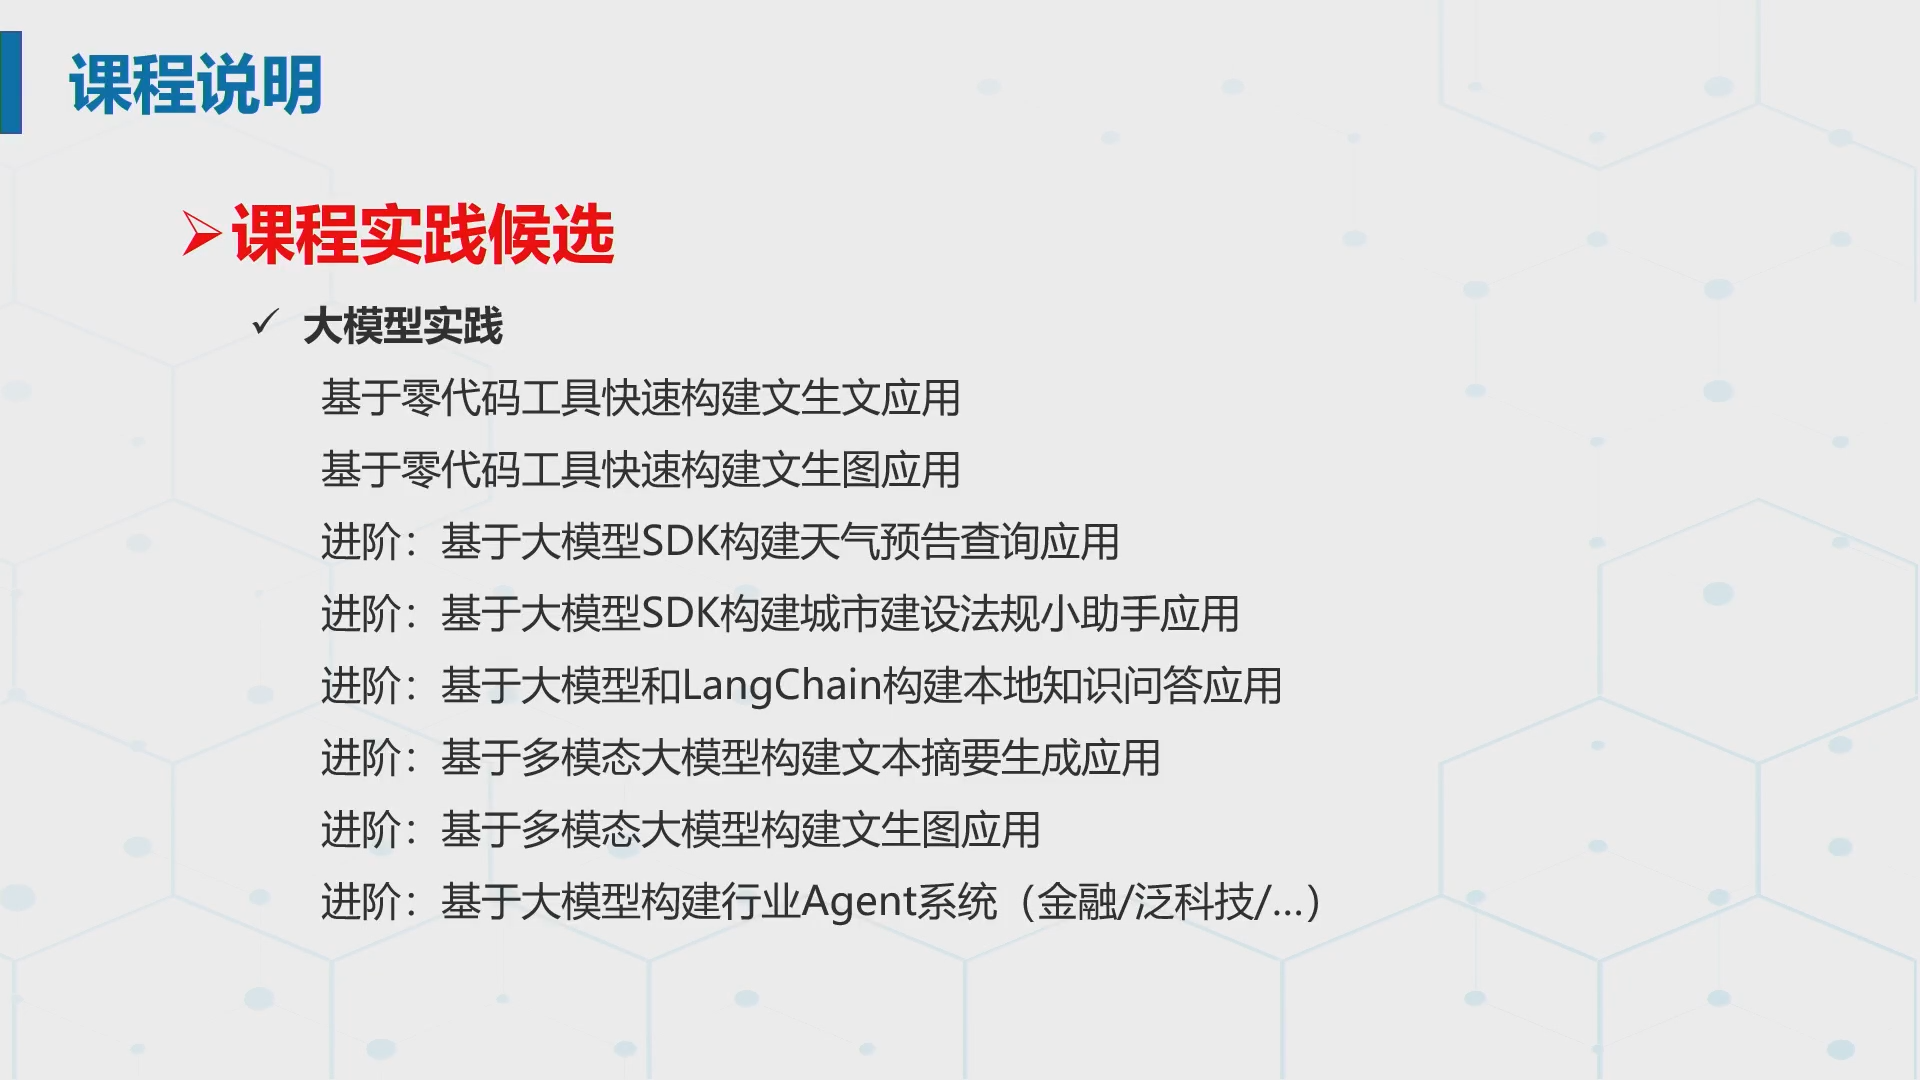 课程说明
➢课程实践候选
✓ 大模型实践
基于零代码工具快速构建文生文应用
基于零代码工具快速构建文生图应用
进阶：基于大模型SDK构建天气预告查询应用
进阶：基于大模型SDK构建城市建设法规小助手应用
进阶：基于大模型和LangChain构建本地知识问答应用
进阶：基于多模态大模型构建文本摘要生成应用
进阶：基于多模态大模型构建文生图应用
进阶：基于大模型构建行业Agent系统（金融/泛科技/...）